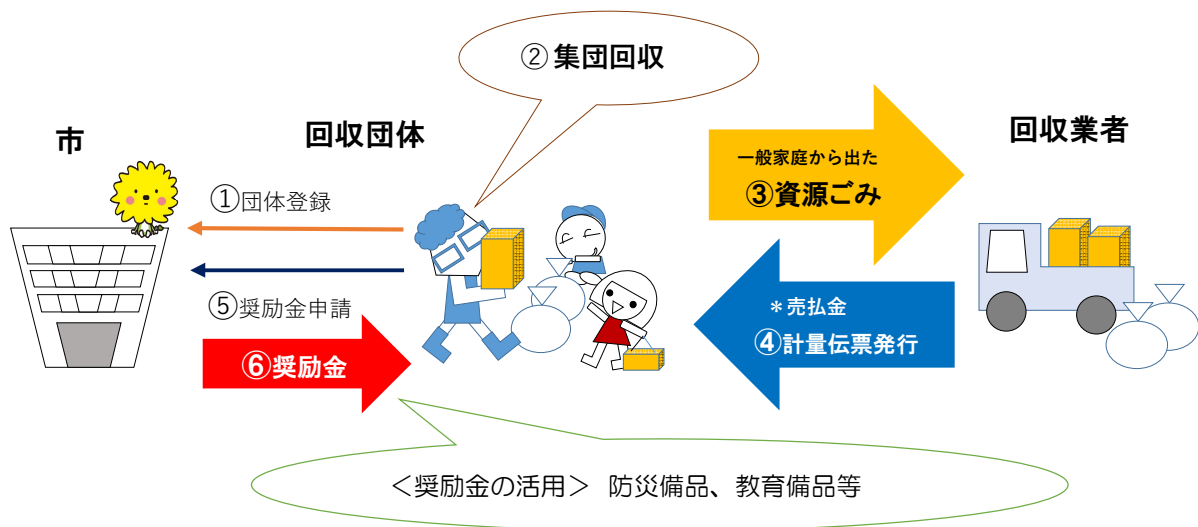 ②集団回収
市
回収団体
回収業者
①団体登録
一般家庭から出た
③資源ごみ
⑤奨励金申請
＊売払金
④計量伝票発行
⑥奨励金
＜奨励金の活用＞ 防災備品、教育備品等